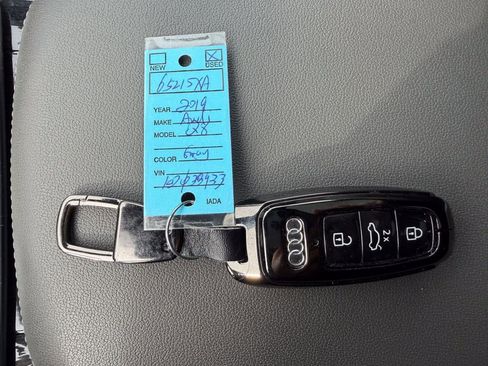 NEW USED
65215XA
YEAR 2019
MAKE Audi
MODEL
COLOR Gray
VIN
IADA
2x